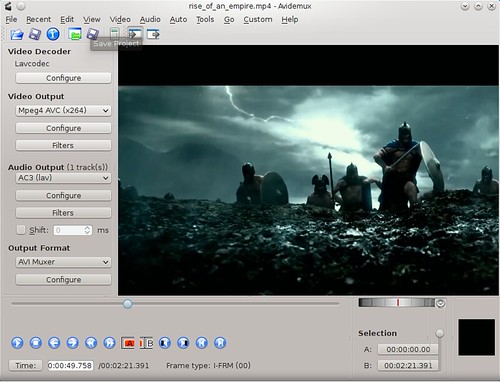 rise_of_an_empire.mp4 - Avidemux
File Recent Edit View Video Audio Auto Tools Go Custom Help
Save Project
Video Decoder
Lavcodec
Configure
Video Output
Mpeg4 AVC (x264)
Configure
Filters
Audio Output (1 track(s))
AC3 (lav)
Configure
Filters
Shift: 0 ms
Output Format
AVI Muxer
Configure
A B
Selection
A: 00:00:00.00
Time: 0:00:49.758 /00:02:21.391 Frame type: I-FRM (00)
B: 00:02:21.391